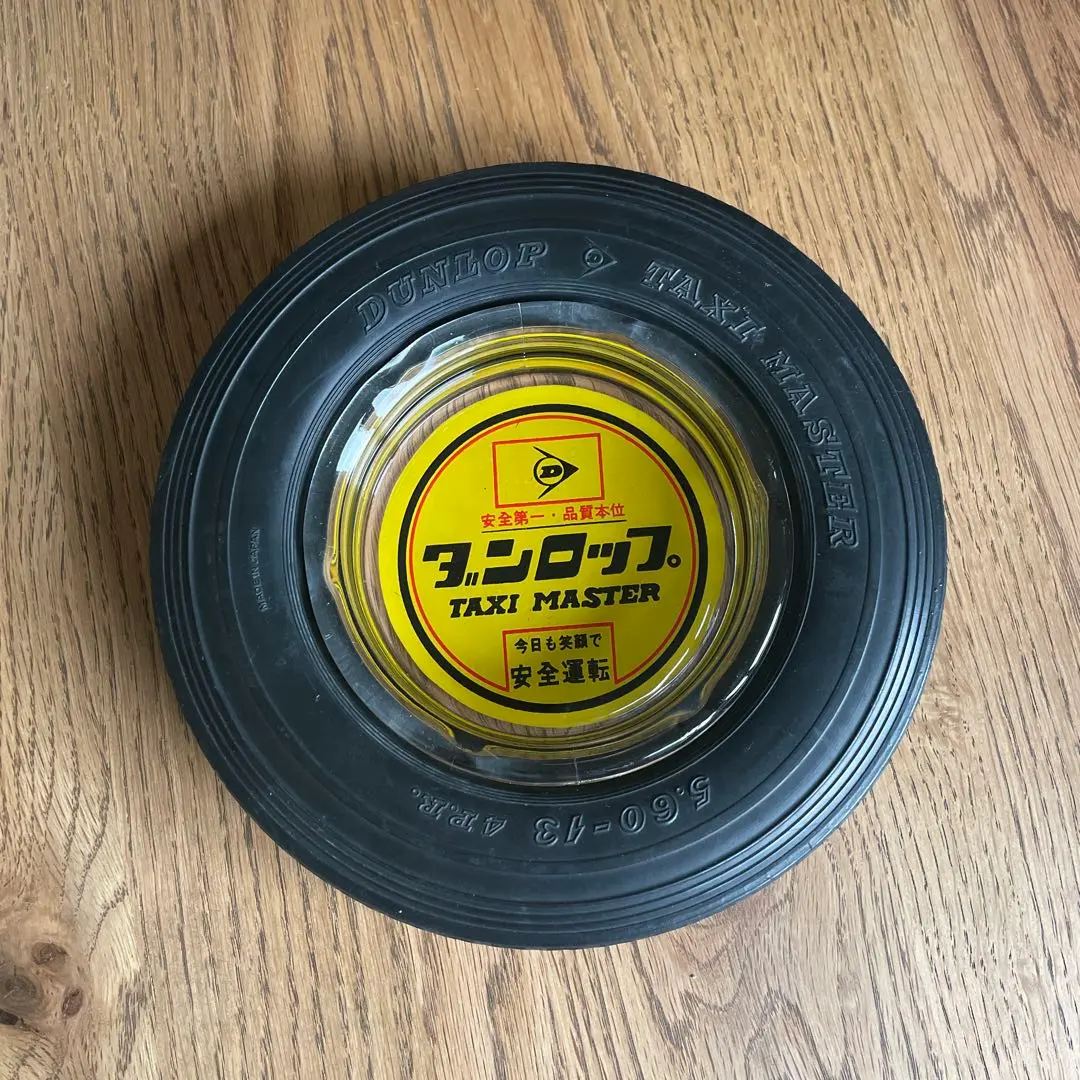 DUNLOP TAXI MASTER
D
安全第一・品質本位
ダンロップ。
TAXI MASTER
今日も笑顔で
安全運転
MADE IN JAPAN
5.60-13 4P.R.